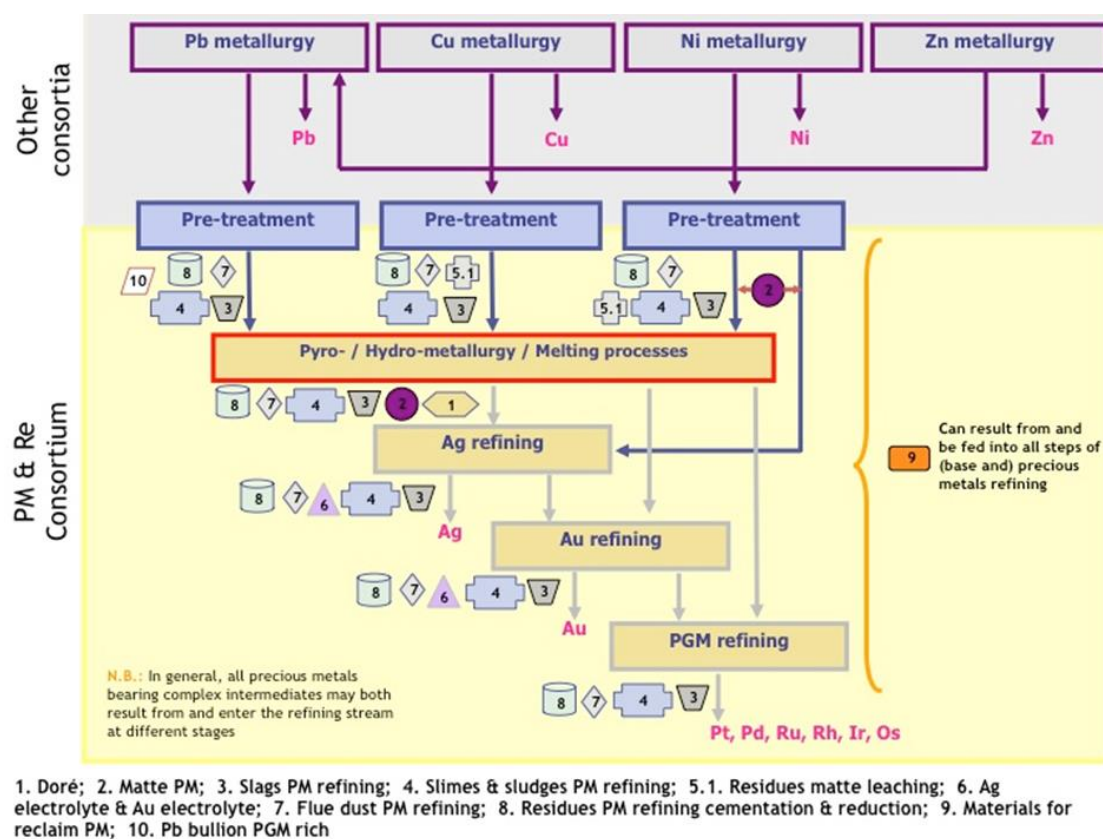 Other
consortia
Pb metallurgy
Cu metallurgy
Ni metallurgy
Zn metallurgy
Pb
Cu
Ni
Zn
PM & Re
Consortium
Pre-treatment
Pre-treatment
Pre-treatment
10
8
7
4
3
8
7
5.1
4
3
8
7
5.1
4
3
2
Pyro- / Hydro-metallurgy / Melting processes
8
7
4
3
2
1
Ag refining
9
Can result from and
be fed into all steps of
(base and) precious
metals refining
8
7
6
4
3
Ag
Au refining
8
7
6
4
3
Au
PGM refining
N.B.: In general, all precious metals
bearing complex intermediates may both
result from and enter the refining stream
at different stages
8
7
4
3
Pt, Pd, Ru, Rh, Ir, Os
1. Doré; 2. Matte PM; 3. Slags PM refining; 4. Slimes & sludges PM refining; 5.1. Residues matte leaching; 6. Ag
electrolyte & Au electrolyte; 7. Flue dust PM refining; 8. Residues PM refining cementation & reduction; 9. Materials for
reclaim PM; 10. Pb bullion PGM rich